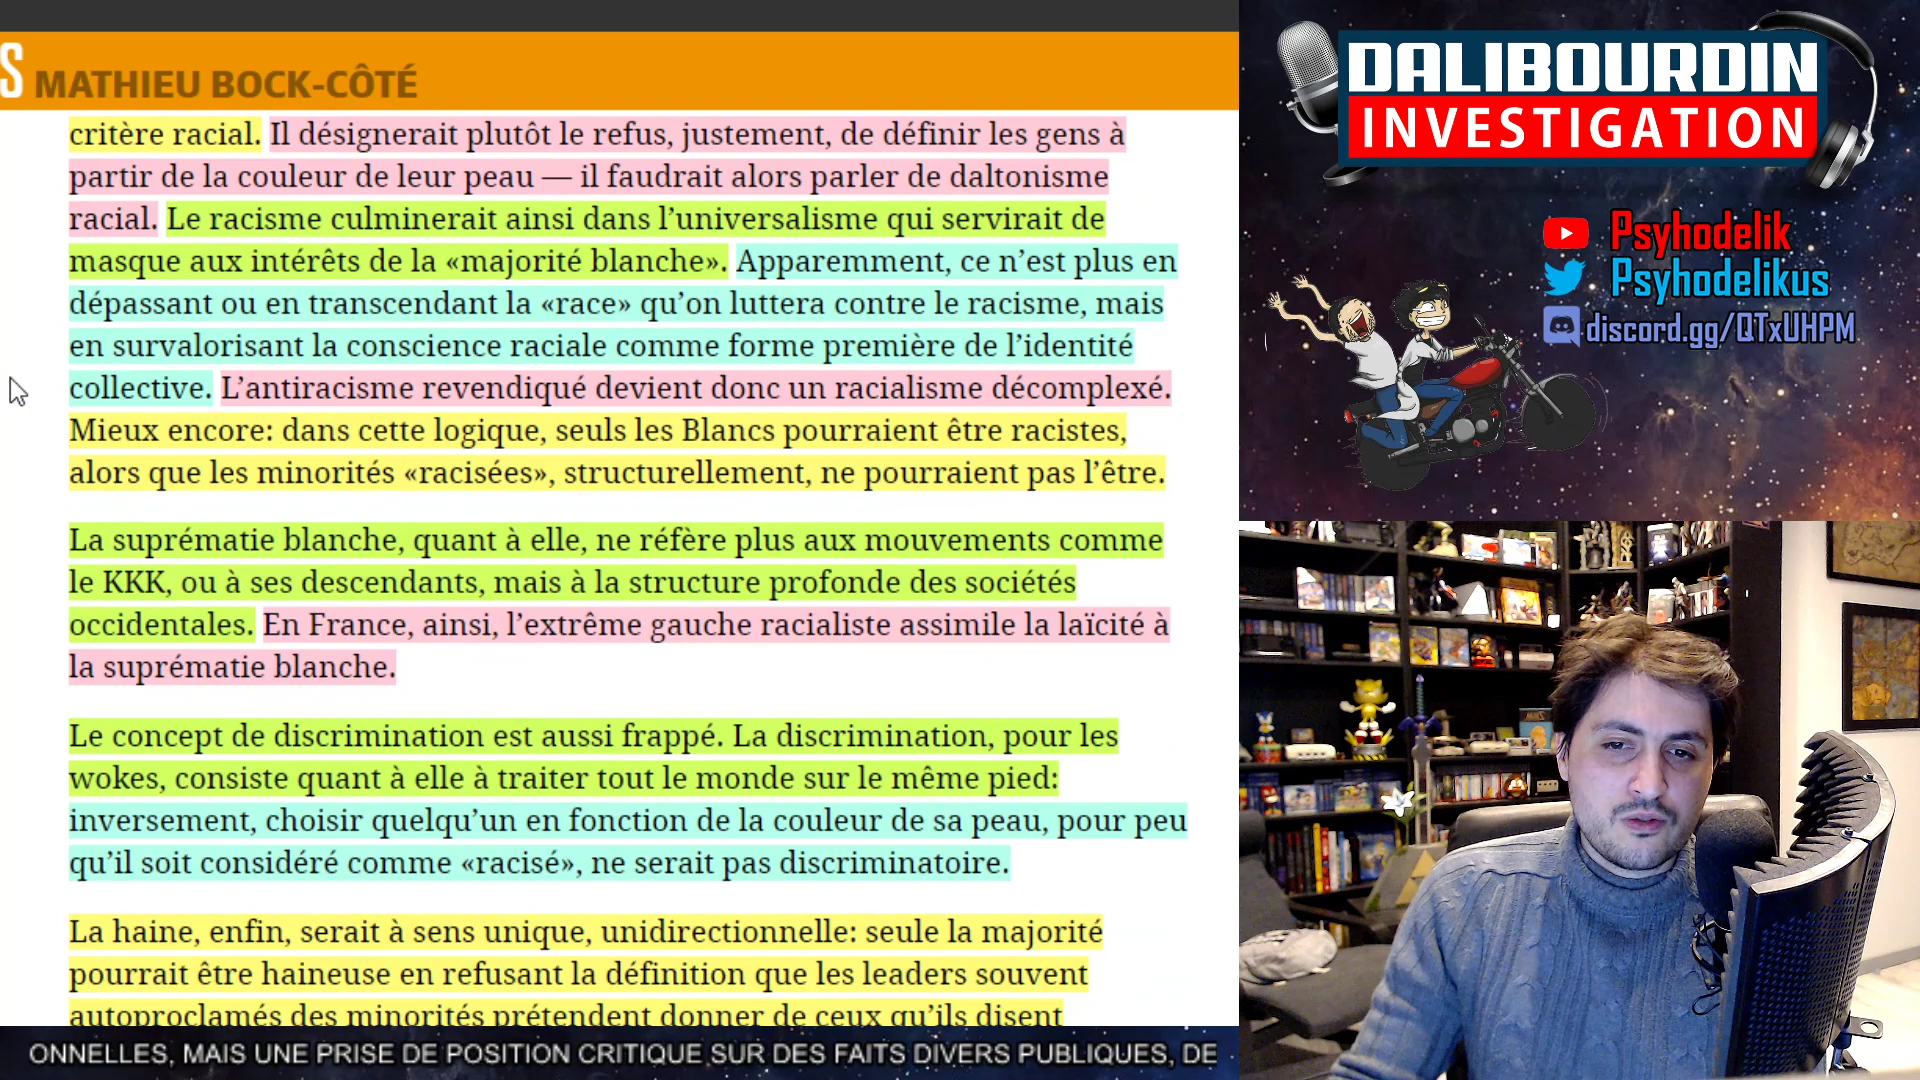 S MATHIEU BOCK-CÔTÉ
critère racial. Il désignerait plutôt le refus, justement, de définir les gens à
partir de la couleur de leur peau — il faudrait alors parler de daltonisme
racial. Le racisme culminerait ainsi dans l’universalisme qui servirait de
masque aux intérêts de la «majorité blanche». Apparemment, ce n’est plus en
dépassant ou en transcendant la «race» qu’on luttera contre le racisme, mais
en survalorisant la conscience raciale comme forme première de l’identité
collective. L’antiracisme revendiqué devient donc un racialisme décomplexé.
Mieux encore: dans cette logique, seuls les Blancs pourraient être racistes,
alors que les minorités «racisées», structurellement, ne pourraient pas l’être.
La suprématie blanche, quant à elle, ne réfère plus aux mouvements comme
le KKK, ou à ses descendants, mais à la structure profonde des sociétés
occidentales. En France, ainsi, l’extrême gauche racialiste assimile la laïcité à
la suprématie blanche.
Le concept de discrimination est aussi frappé. La discrimination, pour les
wokes, consiste quant à elle à traiter tout le monde sur le même pied:
inversement, choisir quelqu’un en fonction de la couleur de sa peau, pour peu
qu’il soit considéré comme «racisé», ne serait pas discriminatoire.
La haine, enfin, serait à sens unique, unidirectionnelle: seule la majorité
pourrait être haineuse en refusant la définition que les leaders souvent
autoproclamés des minorités prétendent donner de ceux qu’ils disent
ONNELLES, MAIS UNE PRISE DE POSITION CRITIQUE SUR DES FAITS DIVERS PUBLIQUES, DE
DALIBOURDIN
INVESTIGATION
Psyhodelik
Psyhodelikus
discord.gg/QTxUHPM